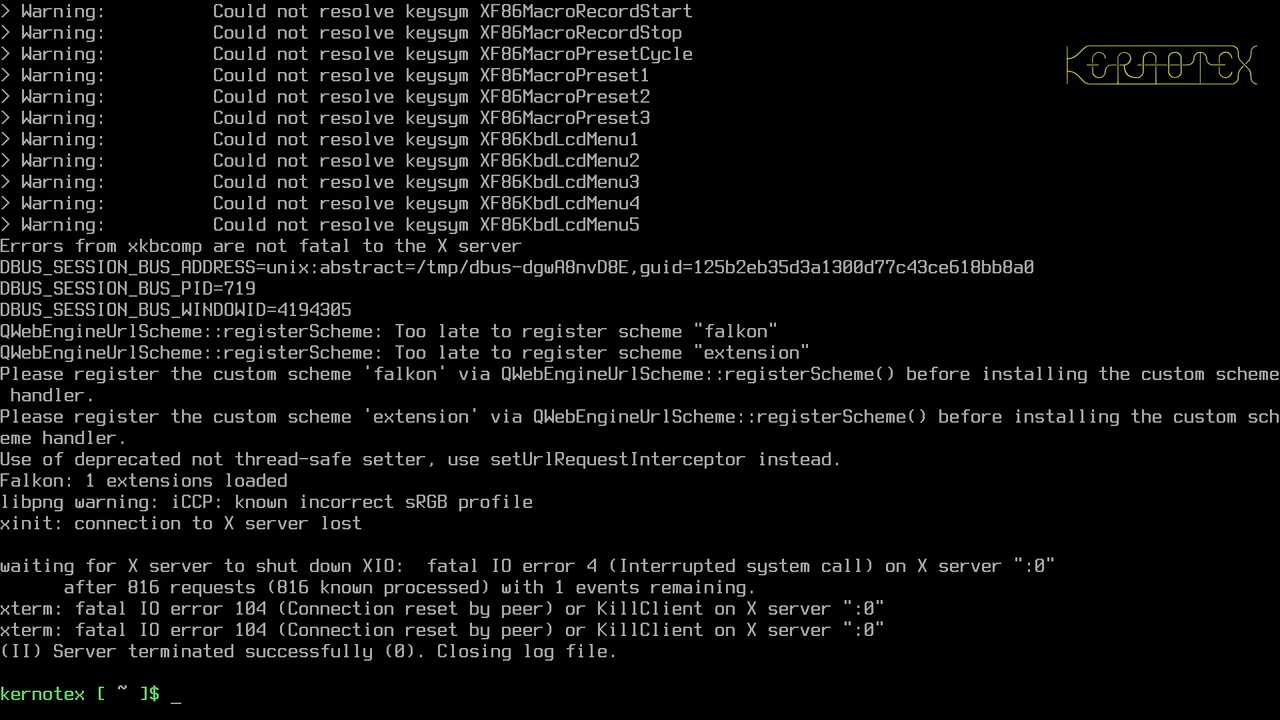 > Warning:          Could not resolve keysym XF86MacroRecordStart
> Warning:          Could not resolve keysym XF86MacroRecordStop
> Warning:          Could not resolve keysym XF86MacroPresetCycle
> Warning:          Could not resolve keysym XF86MacroPreset1
> Warning:          Could not resolve keysym XF86MacroPreset2
> Warning:          Could not resolve keysym XF86MacroPreset3
> Warning:          Could not resolve keysym XF86KbdLcdMenu1
> Warning:          Could not resolve keysym XF86KbdLcdMenu2
> Warning:          Could not resolve keysym XF86KbdLcdMenu3
> Warning:          Could not resolve keysym XF86KbdLcdMenu4
> Warning:          Could not resolve keysym XF86KbdLcdMenu5
KERNOTEX
Errors from xkbcomp are not fatal to the X server
DBUS_SESSION_BUS_ADDRESS=unix:abstract=/tmp/dbus-dgwA8nvD8E,guid=125b2eb35d3a1300d77c43ce618bb8a0
DBUS_SESSION_BUS_PID=719
DBUS_SESSION_BUS_WINDOWID=4194305
QWebEngineUrlScheme::registerScheme: Too late to register scheme "falkon"
QWebEngineUrlScheme::registerScheme: Too late to register scheme "extension"
Please register the custom scheme 'falkon' via QWebEngineUrlScheme::registerScheme() before installing the custom scheme
 handler.
Please register the custom scheme 'extension' via QWebEngineUrlScheme::registerScheme() before installing the custom sch
eme handler.
Use of deprecated not thread-safe setter, use setUrlRequestInterceptor instead.
Falkon: 1 extensions loaded
libpng warning: iCCP: known incorrect sRGB profile
xinit: connection to X server lost
waiting for X server to shut down XIO:  fatal IO error 4 (Interrupted system call) on X server ":0"
      after 816 requests (816 known processed) with 1 events remaining.
xterm: fatal IO error 104 (Connection reset by peer) or KillClient on X server ":0"
xterm: fatal IO error 104 (Connection reset by peer) or KillClient on X server ":0"
(II) Server terminated successfully (0). Closing log file.
kernotex [ ~ ]$ _